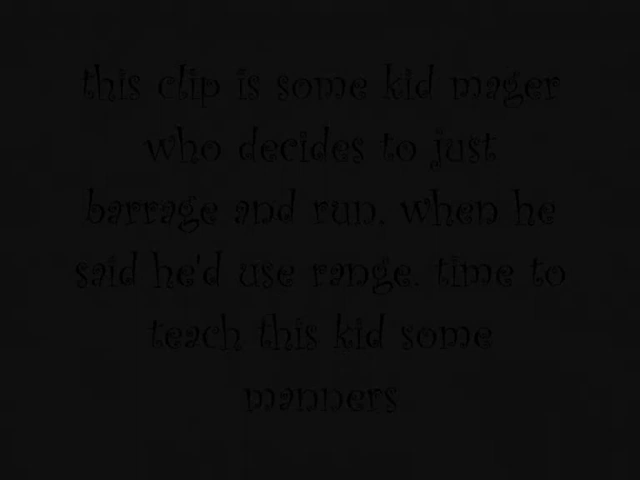 this clip is some kid mager
who decides to just
barrage and run. when he
said he'd use range. time to
teach this kid some
manners